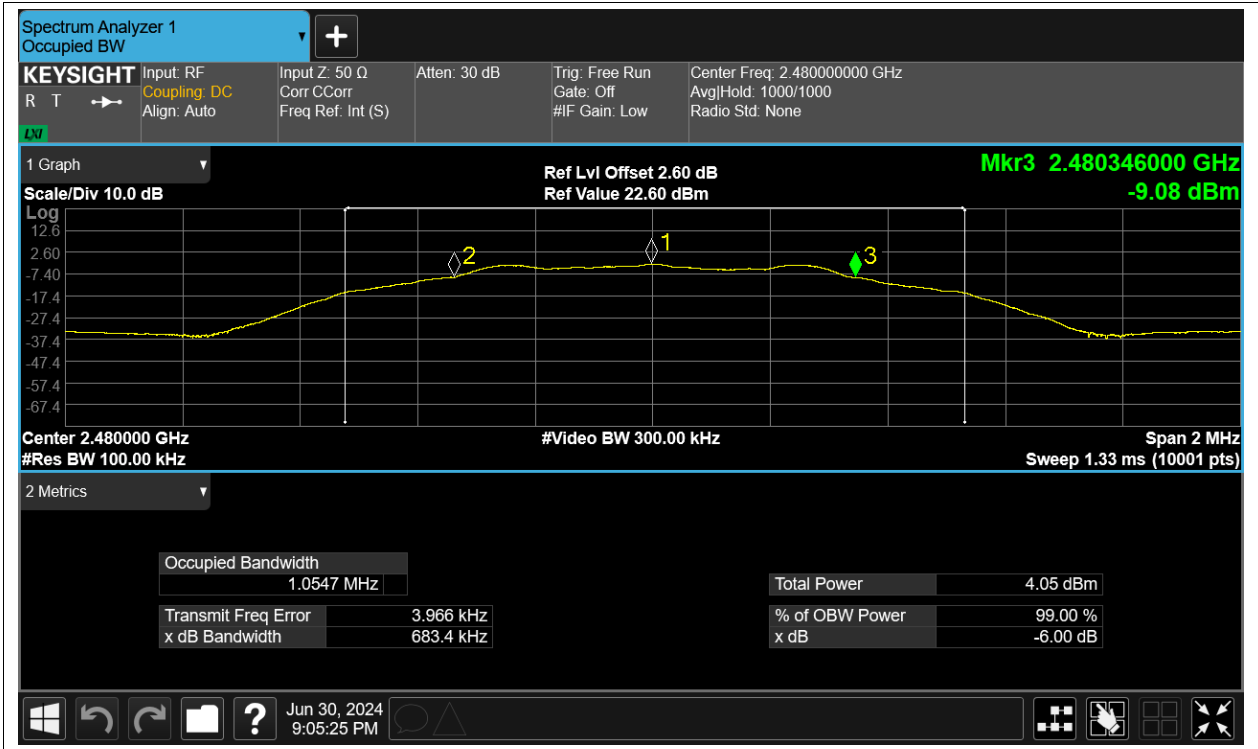 Spectrum Analyzer 1
Occupied BW
+
KEYSIGHT
R T
LXI
Input: RF
Coupling: DC
Align: Auto
Input Z: 50 Ω
Corr CCorr
Freq Ref: Int (S)
Atten: 30 dB
Trig: Free Run
Gate: Off
#IF Gain: Low
Center Freq: 2.480000000 GHz
Avg|Hold: 1000/1000
Radio Std: None
1 Graph
Scale/Div 10.0 dB
Ref Lvl Offset 2.60 dB
Ref Value 22.60 dBm
Mkr3 2.480346000 GHz
-9.08 dBm
Log
12.6
2.60
-7.40
-17.4
-27.4
-37.4
-47.4
-57.4
-67.4
2
1
3
Center 2.480000 GHz
#Res BW 100.00 kHz
#Video BW 300.00 kHz
Span 2 MHz
Sweep 1.33 ms (10001 pts)
2 Metrics
Occupied Bandwidth
1.0547 MHz
Transmit Freq Error 3.966 kHz
x dB Bandwidth 683.4 kHz
Total Power 4.05 dBm
% of OBW Power 99.00 %
x dB -6.00 dB
?
Jun 30, 2024
9:05:25 PM